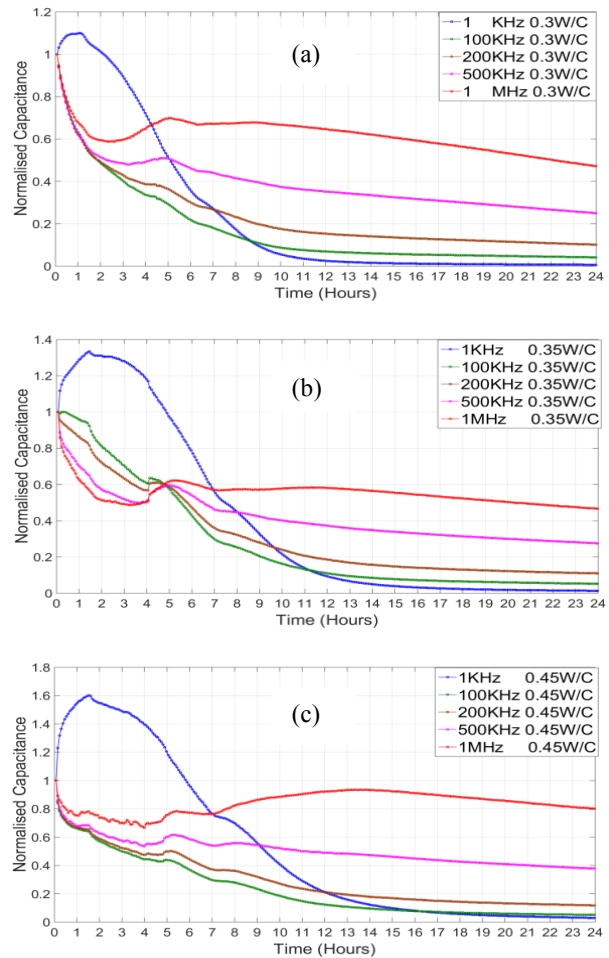 (a)
1 KHz 0.3W/C
100KHz 0.3W/C
200KHz 0.3W/C
500KHz 0.3W/C
1 MHz 0.3W/C
Normalised Capacitance
1.2
1
0.8
0.6
0.4
0.2
0
0 1 2 3 4 5 6 7 8 9 10 11 12 13 14 15 16 17 18 19 20 21 22 23 24
Time (Hours)
(b)
1KHz 0.35W/C
100KHz 0.35W/C
200KHz 0.35W/C
500KHz 0.35W/C
1MHz 0.35W/C
Normalised Capacitance
1.4
1.2
1
0.8
0.6
0.4
0.2
0
0 1 2 3 4 5 6 7 8 9 10 11 12 13 14 15 16 17 18 19 20 21 22 23 24
Time (Hours)
(c)
1KHz 0.45W/C
100KHz 0.45W/C
200KHz 0.45W/C
500KHz 0.45W/C
1MHz 0.45W/C
Normalised Capacitance
1.8
1.6
1.4
1.2
1
0.8
0.6
0.4
0.2
0
0 1 2 3 4 5 6 7 8 9 10 11 12 13 14 15 16 17 18 19 20 21 22 23 24
Time (Hours)